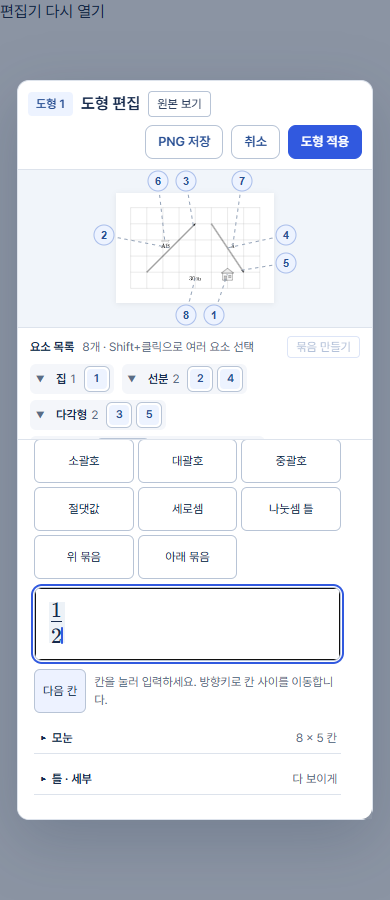 편집기 다시 열기
도형 1 도형 편집 원본 보기
PNG 저장 취소 도형 적용
6 3 7
2 AB 4
5
8 1
요소 목록 8개 · Shift+클릭으로 여러 요소 선택 묶음 만들기
▼ 집 1 1 ▼ 선분 2 2 4
▼ 다각형 2 3 5
소괄호 대괄호 중괄호
절댓값 세로셈 나눗셈 틀
위 묶음 아래 묶음
1
2
다음 칸 칸을 눌러 입력하세요. 방향키로 칸 사이를 이동합니
다.
▸ 모눈 8 × 5 칸
▸ 틀 · 세부 다 보이게